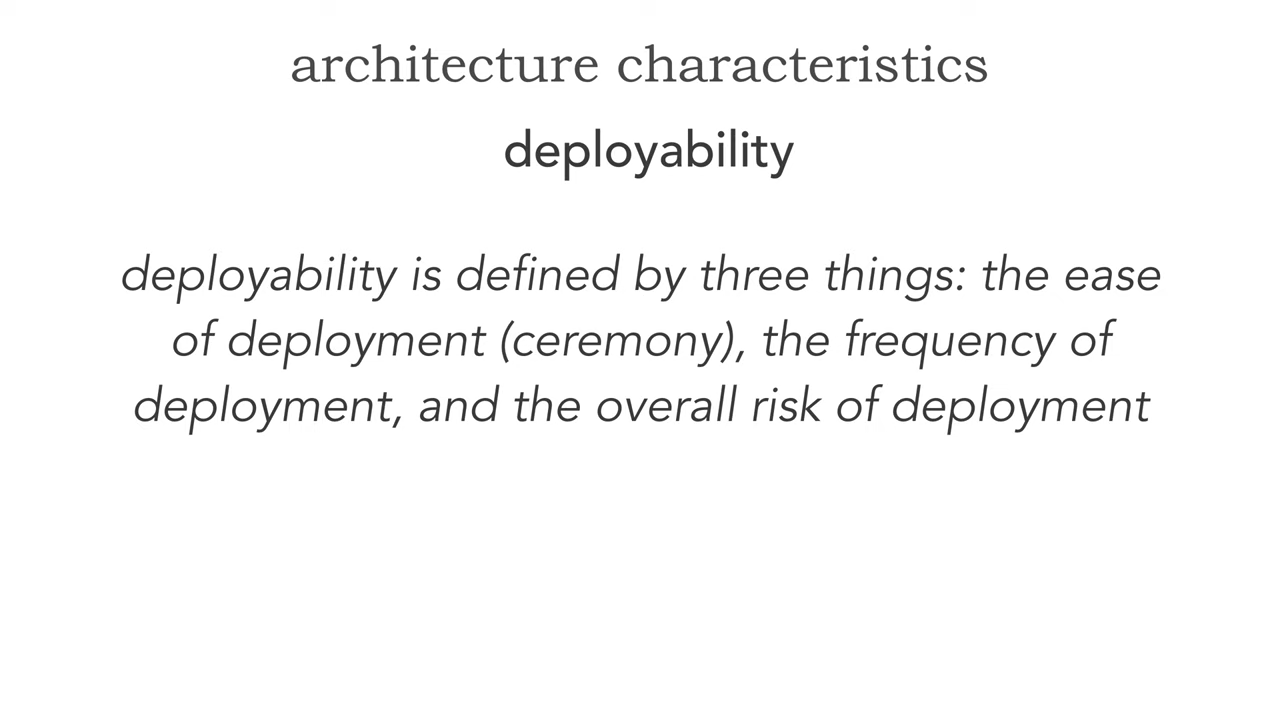 architecture characteristics
deployability
deployability is defined by three things: the ease
of deployment (ceremony), the frequency of
deployment, and the overall risk of deployment